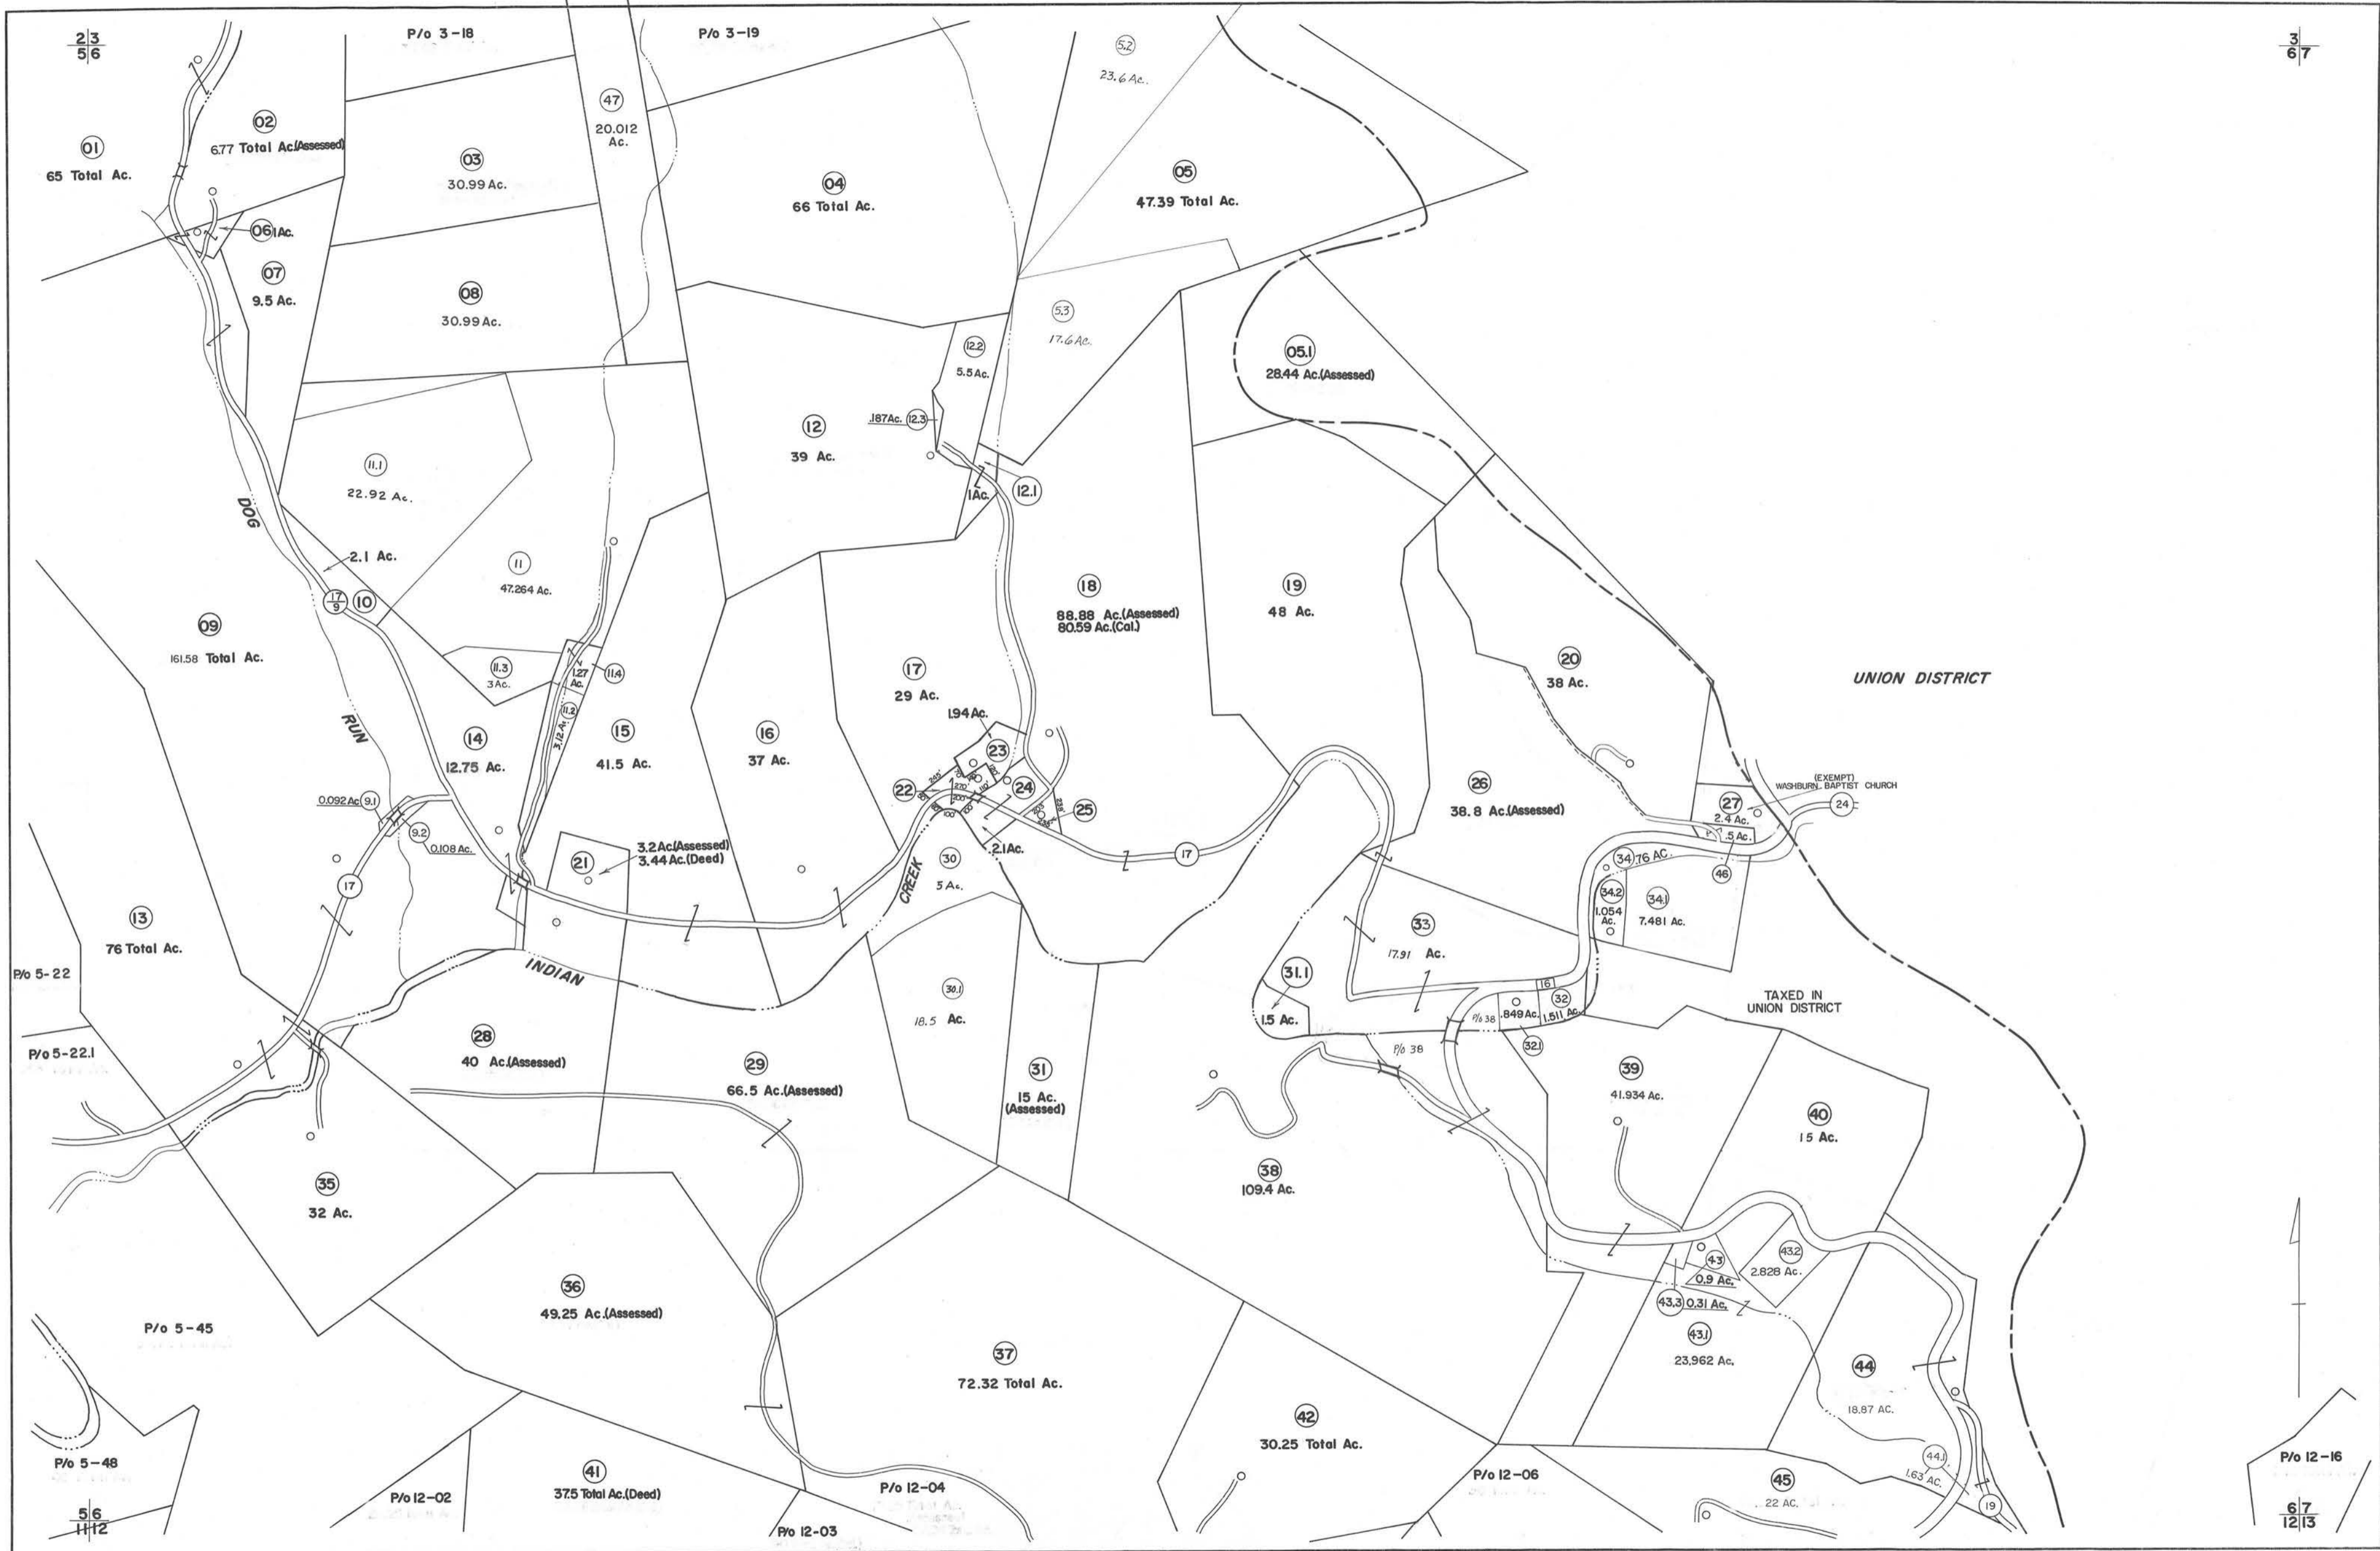 2 3
5 6
P/o 3-18
P/o 3-19
3
6 7
5.2
23.6 Ac.
47
20.012
Ac.
02
6.77 Total Ac.(Assessed)
01
65 Total Ac.
03
30.99 Ac.
04
66 Total Ac.
05
47.39 Total Ac.
06 1 Ac.
07
9.5 Ac.
08
30.99 Ac.
5.3
17.6 Ac.
12.2
5.5 Ac.
05.1
28.44 Ac.(Assessed)
.187 Ac. 12.3
12
39 Ac.
11.1
22.92 Ac.
1 Ac.
12.1
DOG
2.1 Ac.
17
9
10
11
47.264 Ac.
18
88.88 Ac.(Assessed)
80.59 Ac.(Cal.)
19
48 Ac.
09
161.58 Total Ac.
11.3
3 Ac.
1.27
Ac.
11.4
17
29 Ac.
20
38 Ac.
UNION DISTRICT
11.2
3.12 A.
RUN
14
12.75 Ac.
15
41.5 Ac.
16
37 Ac.
1.94 Ac.
23
22
24
25
245'
270'
200
110'
100
100
238'
26
38.8 Ac.(Assessed)
(EXEMPT)
WASHBURN BAPTIST CHURCH
27
2.4 Ac.
24
.5 Ac.
46
0.092 Ac. 9.1
9.2
0.108 Ac.
21
3.2 Ac.(Assessed)
3.44 Ac.(Deed)
2.1 Ac.
17
30
5 Ac.
CREEK
34 .76 AC.
34.2
1.054
Ac.
34.1
7.481 Ac.
17
13
76 Total Ac.
33
17.91 Ac.
P/o 5-22
INDIAN
30.1
18.5 Ac.
31.1
1.5 Ac.
16
32
1.511 Ac.
.849 Ac.
P/o 38
32.1
TAXED IN
UNION DISTRICT
P/o 5-22.1
28
40 Ac.(Assessed)
29
66.5 Ac.(Assessed)
31
15 Ac.
(Assessed)
P/o 38
39
41.934 Ac.
40
15 Ac.
35
32 Ac.
38
109.4 Ac.
43
0.9 Ac.
43.2
2.828 Ac.
43.3 0.31 Ac.
36
49.25 Ac.(Assessed)
P/o 5-45
37
72.32 Total Ac.
43.1
23.962 Ac.
44
18.87 AC.
42
30.25 Total Ac.
44.1
1.63 AC.
P/o 5-48
41
37.5 Total Ac.(Deed)
P/o 12-02
P/o 12-04
P/o 12-06
45
22 AC.
P/o 12-16
19
5 6
11 12
P/o 12-03
6 7
12 13